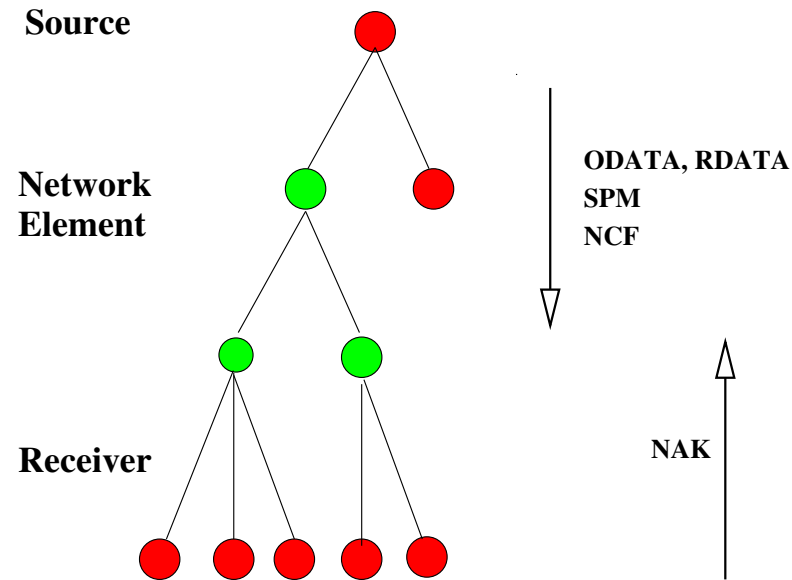 Source
Network
Element
Receiver
ODATA, RDATA
SPM
NCF
NAK